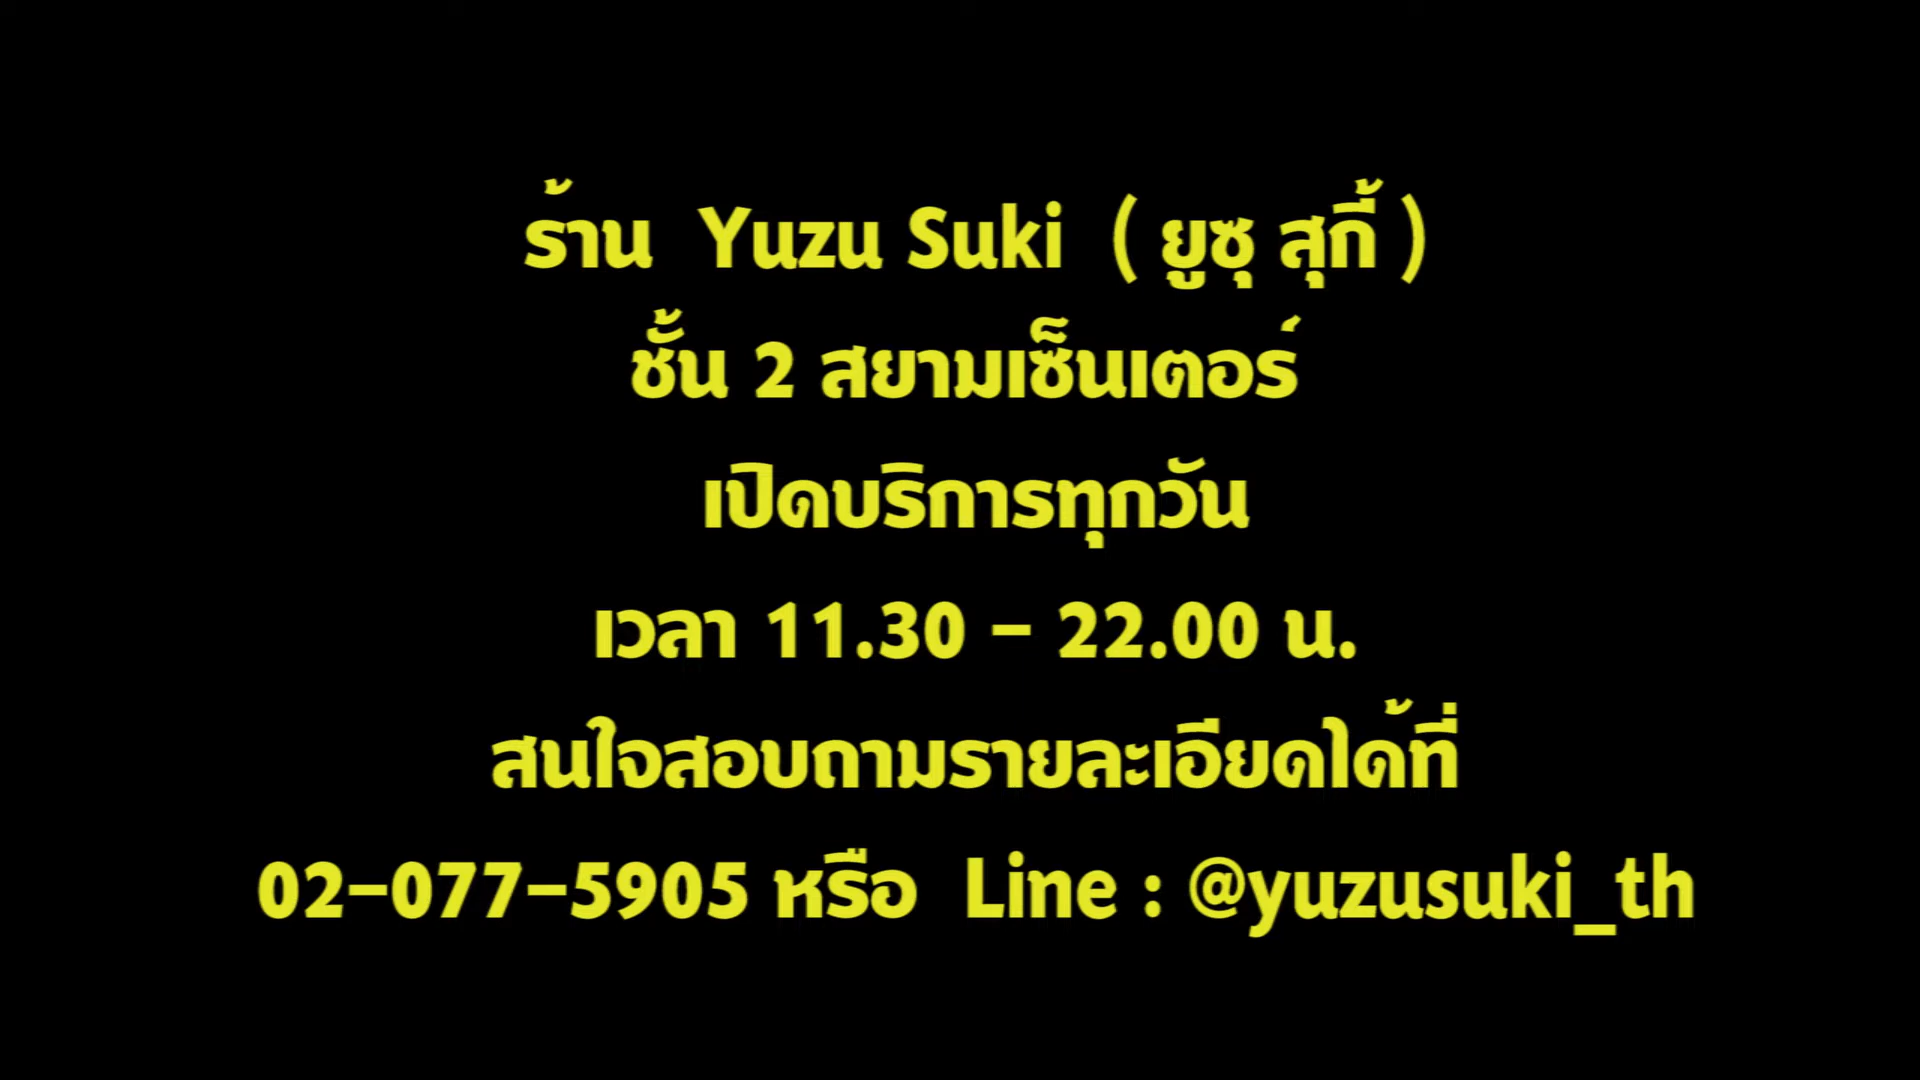 ร้าน Yuzu Suki ( ยูซุ สุกี้ )
ชั้น 2 สยามเซ็นเตอร์
เปิดบริการทุกวัน
เวลา 11.30 - 22.00 น.
สนใจสอบถามรายละเอียดได้ที่
02-077-5905 หรือ Line : @yuzusuki_th